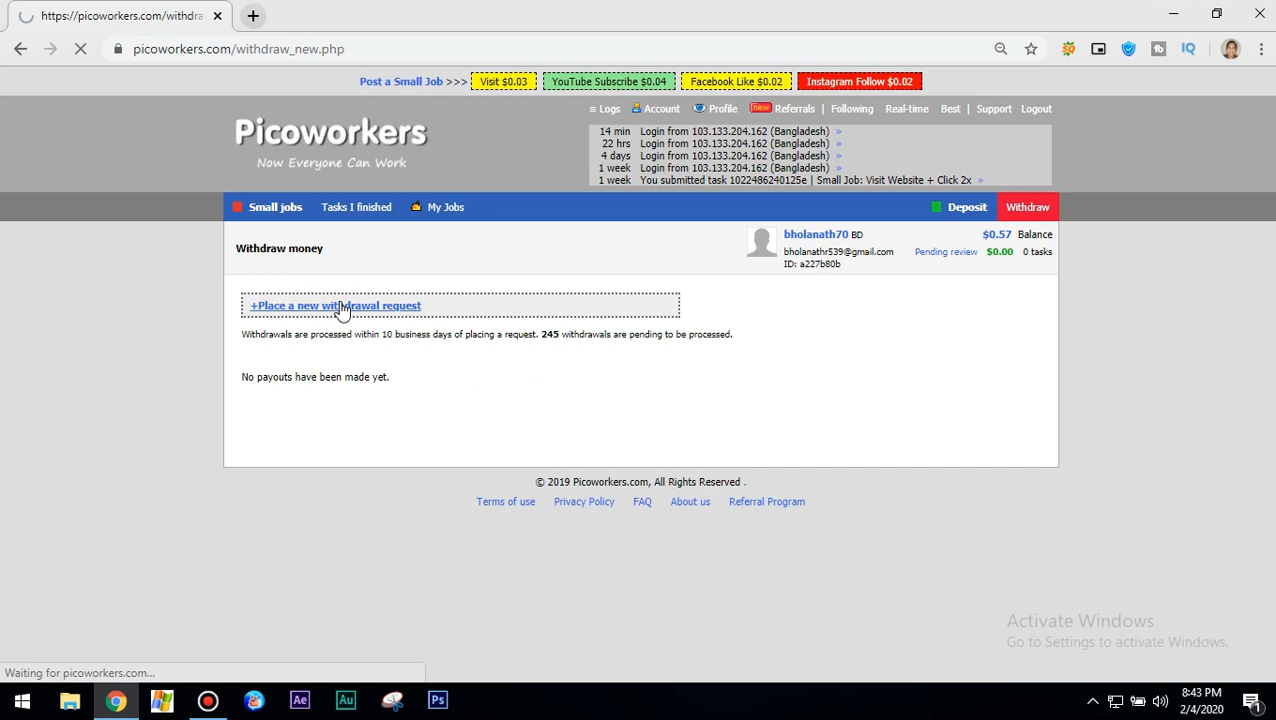 https://picoworkers.com/withdra
picoworkers.com/withdraw_new.php
Post a Small Job >>> Visit $0.03 YouTube Subscribe $0.04 Facebook Like $0.02 Instagram Follow $0.02
≡ Logs Account Profile new Referrals | Following Real-time Best | Support Logout
Picoworkers
Now Everyone Can Work
14 min Login from 103.133.204.162 (Bangladesh) »
22 hrs Login from 103.133.204.162 (Bangladesh) »
4 days Login from 103.133.204.162 (Bangladesh) »
1 week Login from 103.133.204.162 (Bangladesh) »
1 week You submitted task 1022486240125e | Small Job: Visit Website + Click 2x »
Small jobs Tasks I finished My Jobs Deposit Withdraw
Withdraw money
bholanath70 BD $0.57 Balance
bholanathr539@gmail.com Pending review $0.00 0 tasks
ID: a227b80b
+Place a new withdrawal request
Withdrawals are processed within 10 business days of placing a request. 245 withdrawals are pending to be processed.
No payouts have been made yet.
© 2019 Picoworkers.com, All Rights Reserved .
Terms of use Privacy Policy FAQ About us Referral Program
Activate Windows
Go to Settings to activate Windows.
Waiting for picoworkers.com...
Ae Au Ps
8:43 PM
2/4/2020
1